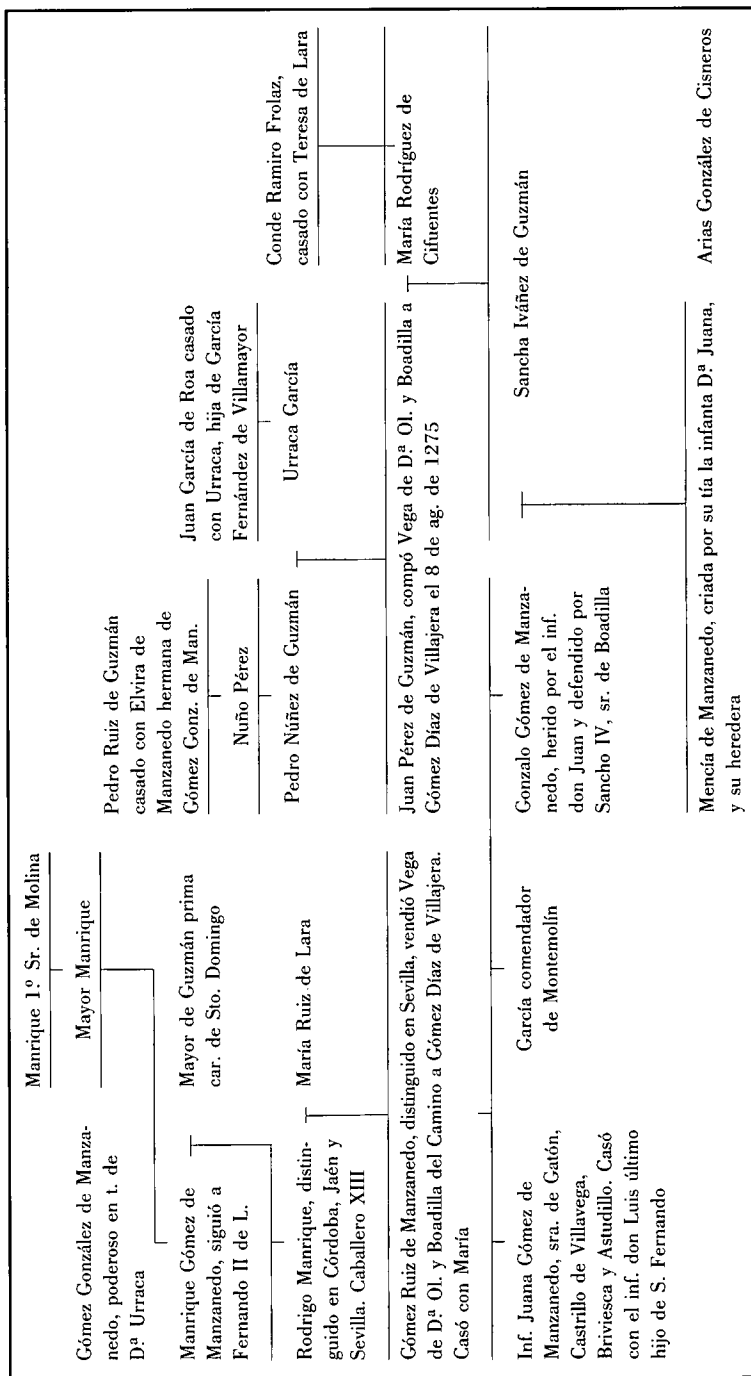 Manrique 1º Sr. de Molina
Gómez González de Manza-
nedo, poderoso en t. de
D.ª Urraca
Mayor Manrique
Pedro Ruiz de Guzmán
casado con Elvira de
Manzanedo hermana de
Gómez Gonz. de Man.
Juan García de Roa casado
con Urraca, hija de García
Fernández de Villamayor
Conde Ramiro Frolaz,
casado con Teresa de Lara
Manrique Gómez de
Manzanedo, siguió a
Fernando II de L.
Mayor de Guzmán prima
car. de Sto. Domingo
Nuño Pérez
Rodrigo Manrique, distin-
guido en Córdoba, Jaén y
Sevilla. Caballero XIII
María Ruiz de Lara
Pedro Núñez de Guzmán
Urraca García
María Rodríguez de
Cifuentes
Gómez Ruiz de Manzanedo, distinguido en Sevilla, vendió Vega
de D.ª Ol. y Boadilla del Camino a Gómez Díaz de Villajera.
Casó con María
Juan Pérez de Guzmán, compó Vega de D.ª Ol. y Boadilla a
Gómez Díaz de Villajera el 8 de ag. de 1275
Inf. Juana Gómez de
Manzanedo, sra. de Gatón,
Castrillo de Villavega,
Briviesca y Astudillo. Casó
con el inf. don Luis último
hijo de S. Fernando
García comendador
de Montemolín
Gonzalo Gómez de Manza-
nedo, herido por el inf.
don Juan y defendido por
Sancho IV, sr. de Boadilla
Sancha Iváñez de Guzmán
Mencía de Manzanedo, criada por su tía la infanta D.ª Juana,
y su heredera
Arias González de Cisneros